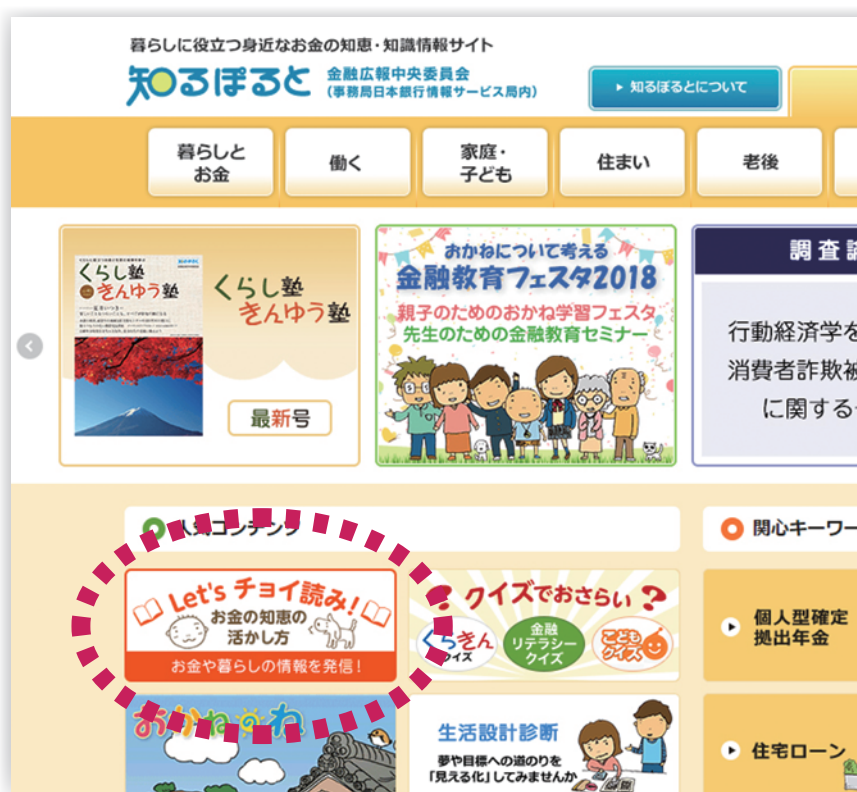 暮らしに役立つ身近なお金の知恵・知識情報サイト
知るぽると
金融広報中央委員会
(事務局日本銀行情報サービス局内)
知るぽるとについて
暮らしと
お金
働く
家庭・
子ども
住まい
老後
くらし塾
きんゆう塾
くらし塾
きんゆう塾
最新号
おかねについて考える
金融教育フェスタ2018
親子のためのおかね学習フェスタ
先生のための金融教育セミナー
調査
行動経済学を
消費者詐欺被
に関する
人気コンテンツ
関心キーワー
Let's チョイ読み!
お金の知恵の
活かし方
お金や暮らしの情報を発信!
? クイズでおさらい ?
くらきん
クイズ
金融
リテラシー
クイズ
こども
クイズ
個人型確定
拠出年金
おかねのね
生活設計診断
夢や目標への道のりを
「見える化」してみませんか
住宅ローン